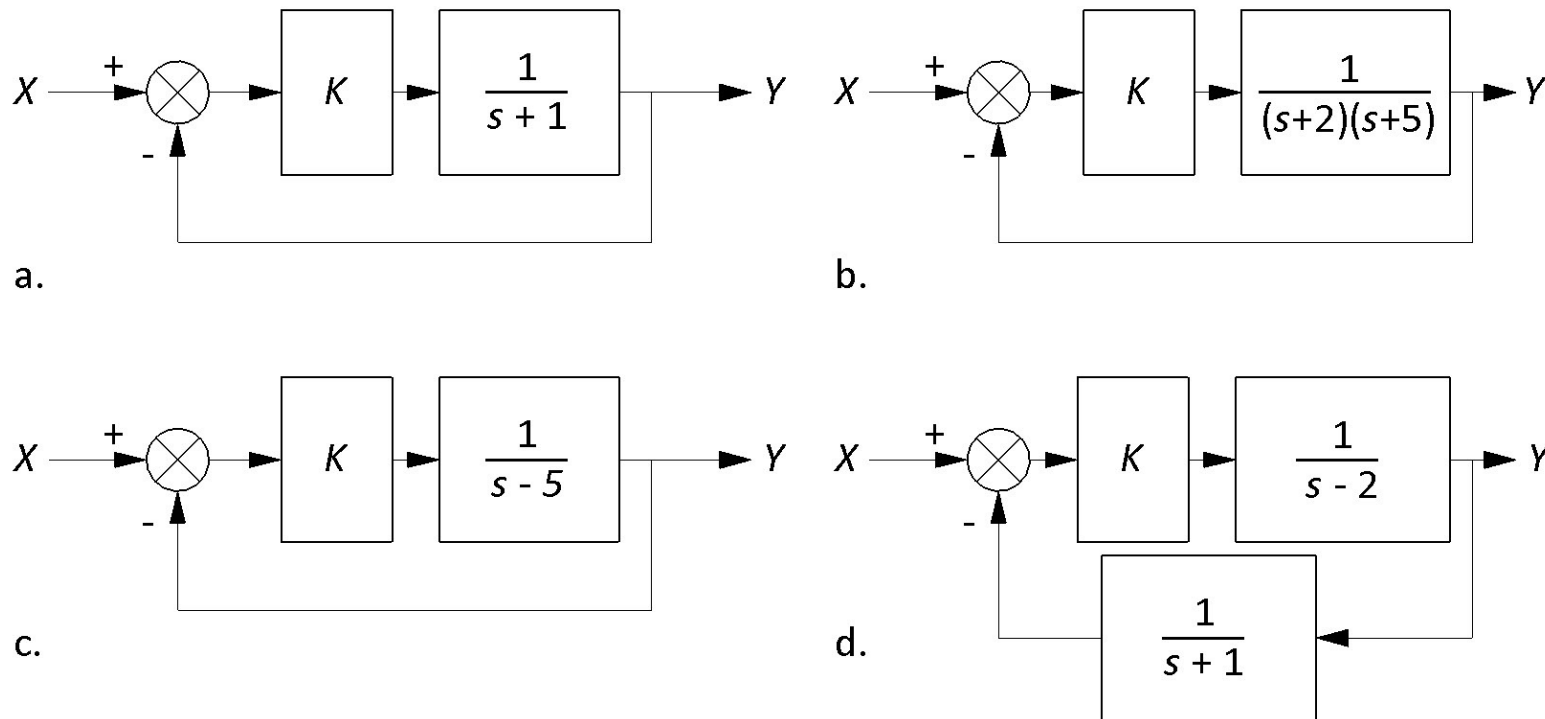 X + - K 1 / s + 1 Y
a.
X + - K 1 / (s+2)(s+5) Y
b.
X + - K 1 / s - 5 Y
c.
X + - K 1 / s - 2 Y
1 / s + 1
d.